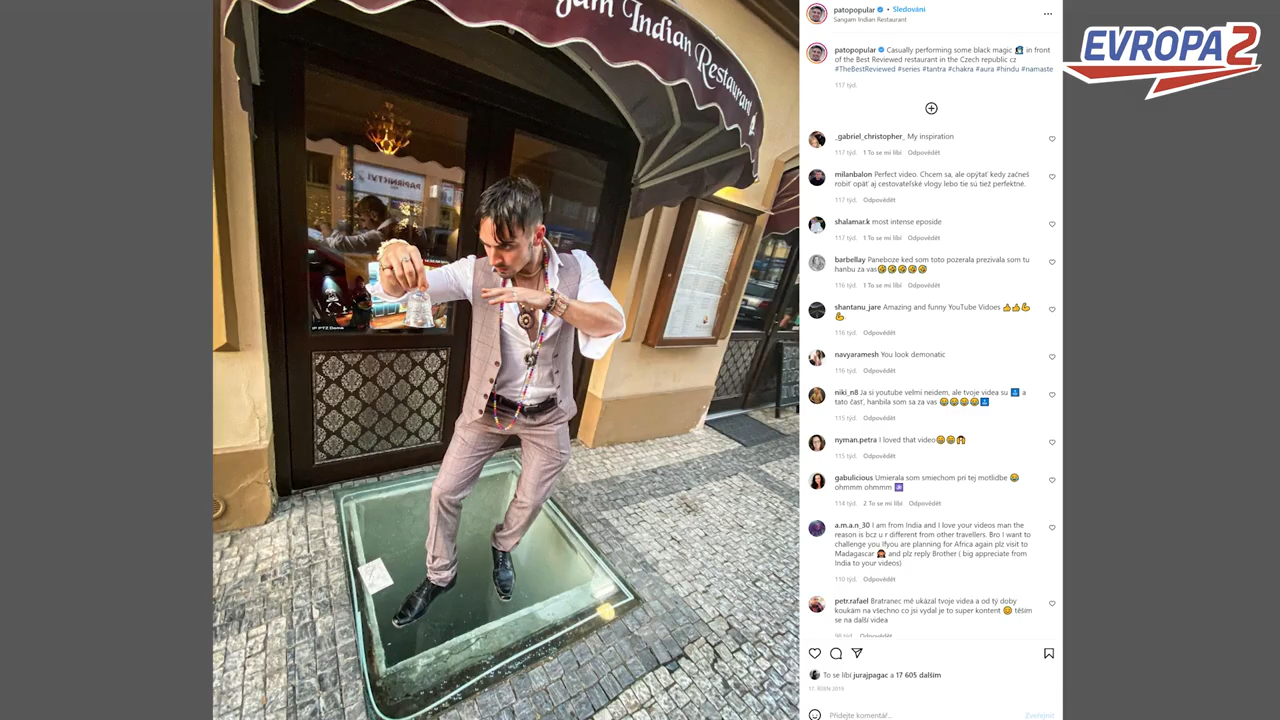 am Indian Restaurant
PAPÍRNICTVÍ
patopopular • Sledování
Sangam Indian Restaurant
EVROPA 2
patopopular Casually performing some black magic in front
of the Best Reviewed restaurant in the Czech republic cz
#TheBestReviewed #series #tantra #chakra #aura #hindu #namaste
117 týd.
_gabriel_christopher_ My inspiration
117 týd. 1 To se mi líbí Odpovědět
milanbalon Perfect video. Chcem sa, ale opýtať kedy začneš
robiť opäť aj cestovateľské vlogy lebo tie sú tiež perfektné.
117 týd. Odpovědět
shalamar.k most intense eposide
117 týd. 1 To se mi líbí Odpovědět
barbellay Paneboze ked som toto pozerala prezivala som tu
hanbu za vas
116 týd. 1 To se mi líbí Odpovědět
shantanu_jare Amazing and funny YouTube Vidoes
116 týd. Odpovědět
navyaramesh You look demonatic
116 týd. Odpovědět
niki_n8 Ja si youtube velmi neidem, ale tvoje videa su a
tato časť, hanbila som sa za vas
115 týd. Odpovědět
nyman.petra I loved that video
115 týd. Odpovědět
gabulicious Umierala som smiechom pri tej motlidbe
ohmmm ohmmmm
114 týd. 2 To se mi líbí Odpovědět
a.m.a.n_30 I am from India and I love your videos man the
reason is bcz u r different from other travellers. Bro I want to
challenge you Ifyou are planning for Africa again plz visit to
Madagascar and plz reply Brother ( big appreciate from
India to your videos)
110 týd. Odpovědět
petr.rafael Bratranec mě ukázal tvoje videa a od tý doby
koukám na všechno co jsi vydal je to super kontent těším
se na další videa
98 týd. Odpovědět
To se líbí jurajpagac a 17 605 dalším
17. ŘÍJEN 2019
Přidejte komentář...
Zveřejnit
IP PTZ Dome